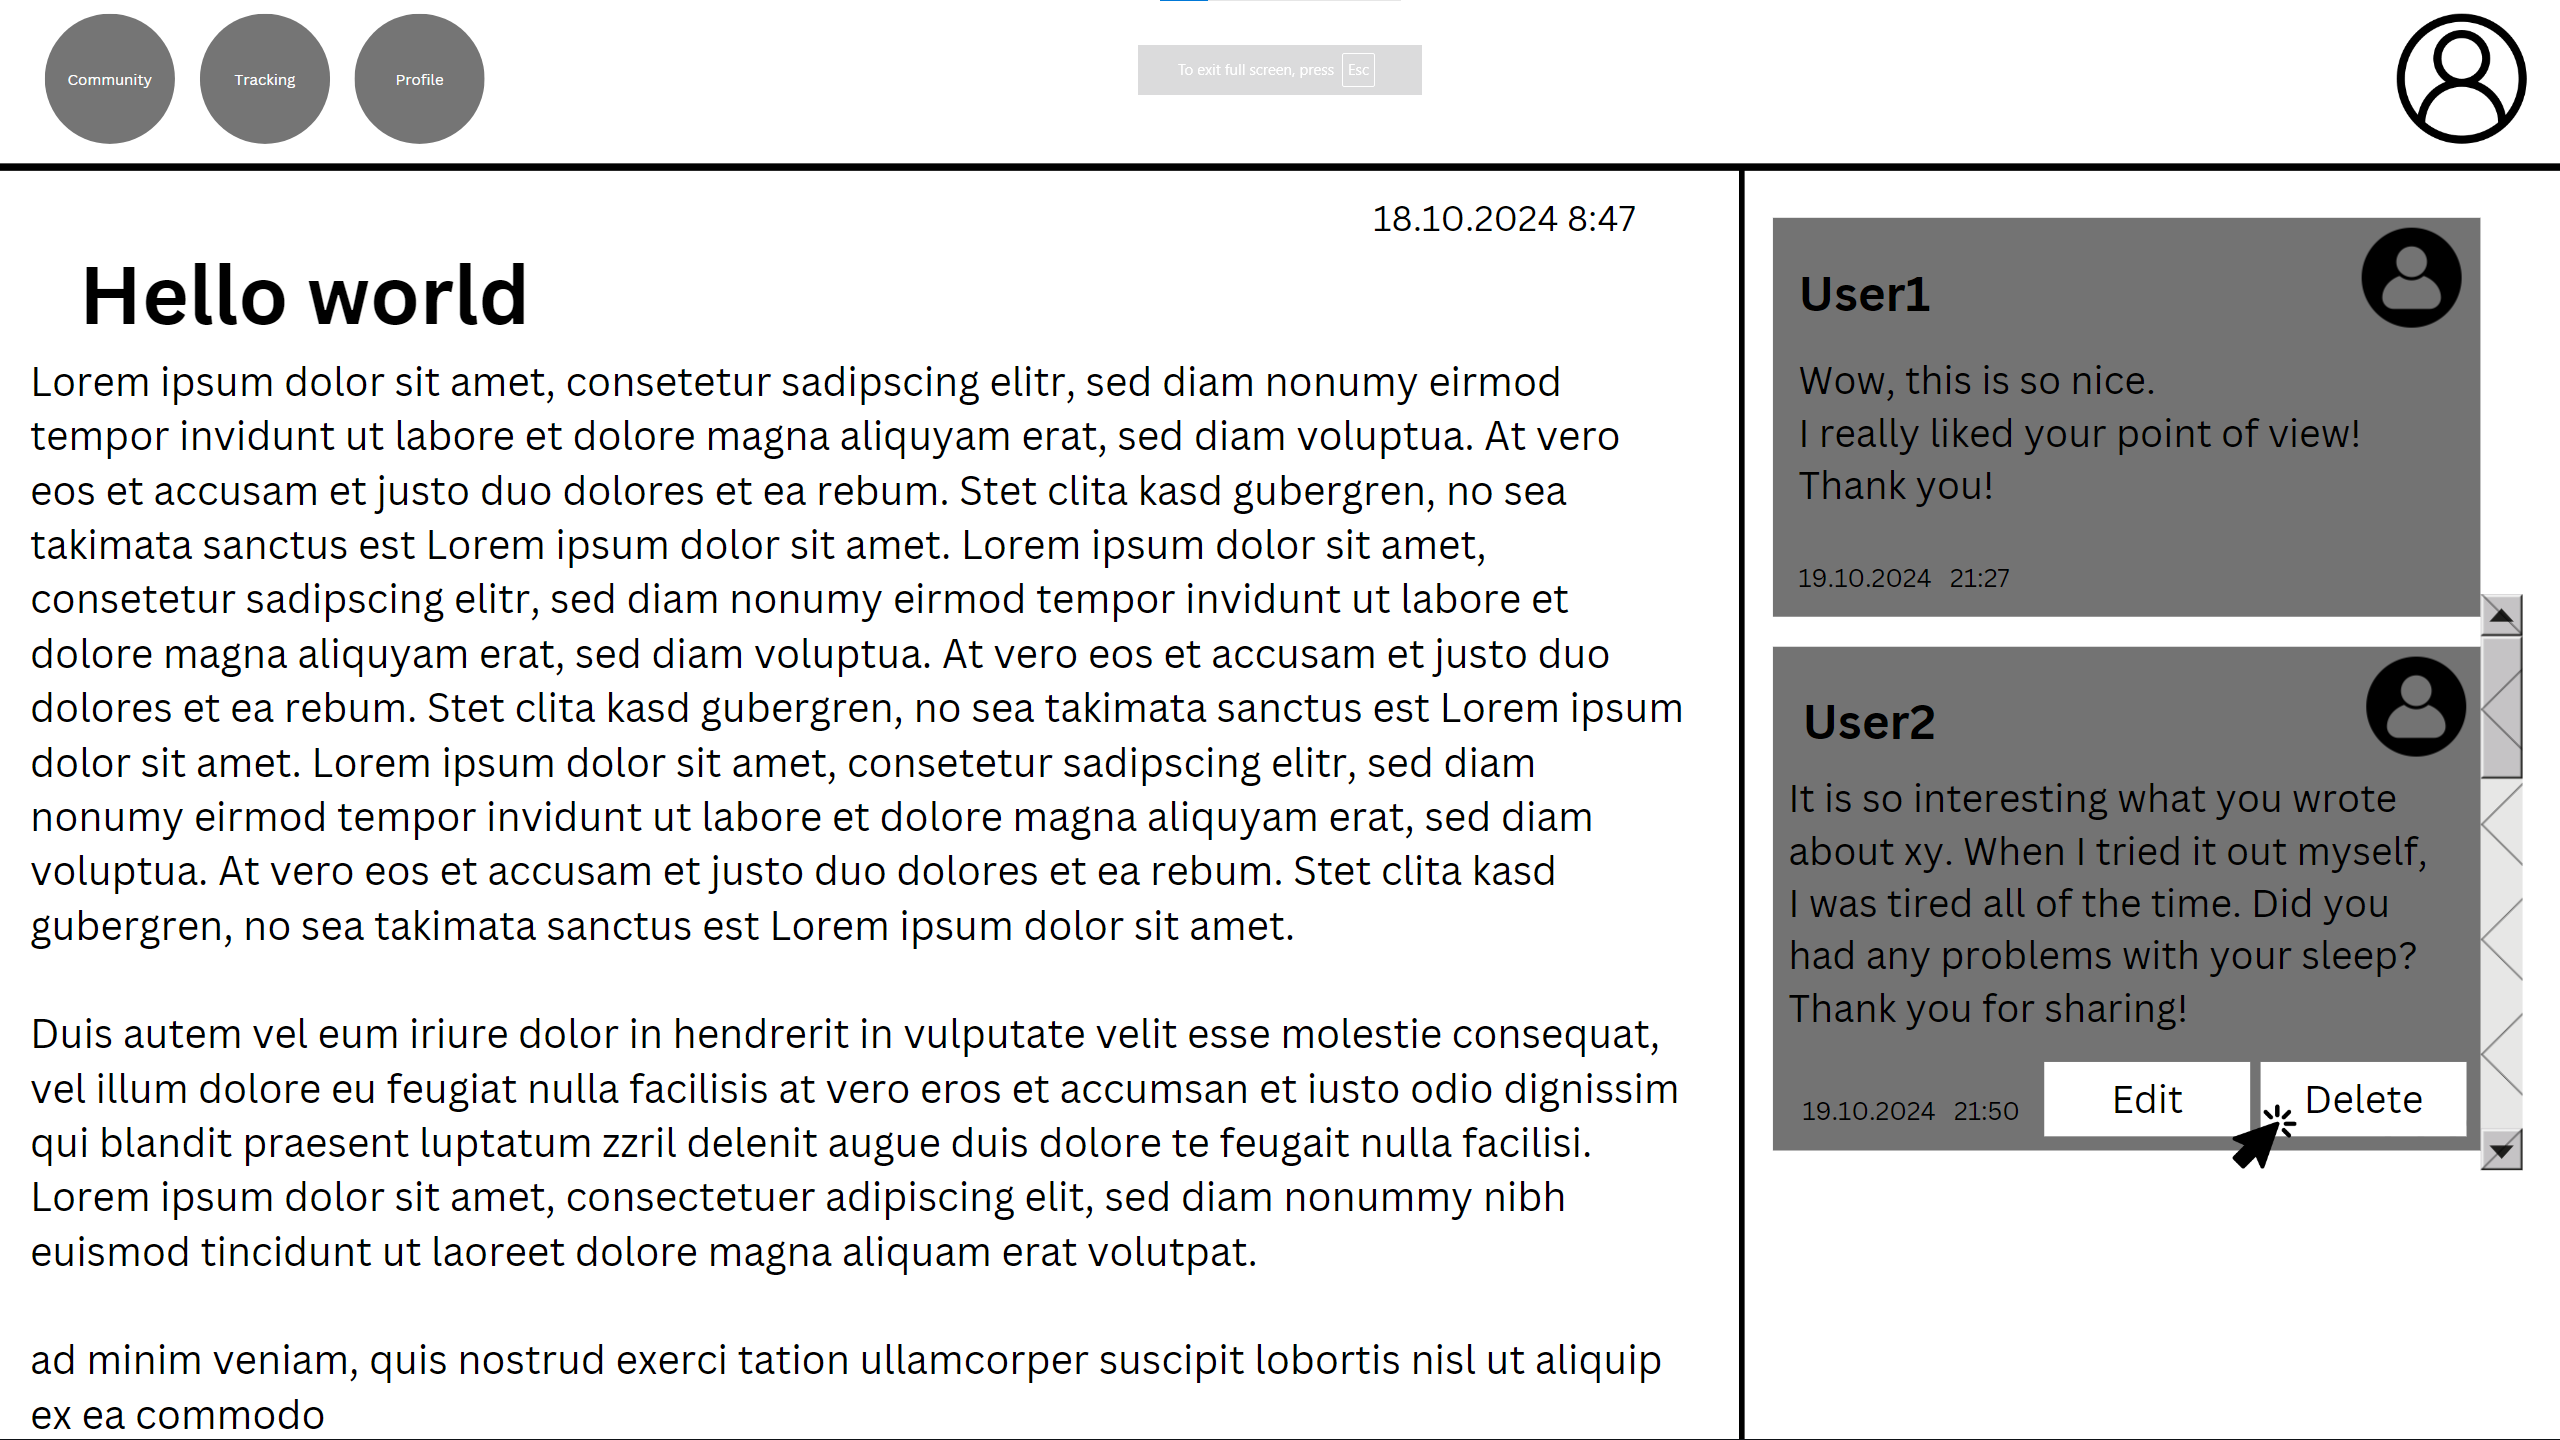 Community
Tracking
Profile
To exit full screen, press Esc
18.10.2024 8:47
Hello world
Lorem ipsum dolor sit amet, consetetur sadipscing elitr, sed diam nonumy eirmod
tempor invidunt ut labore et dolore magna aliquyam erat, sed diam voluptua. At vero
eos et accusam et justo duo dolores et ea rebum. Stet clita kasd gubergren, no sea
takimata sanctus est Lorem ipsum dolor sit amet. Lorem ipsum dolor sit amet,
consetetur sadipscing elitr, sed diam nonumy eirmod tempor invidunt ut labore et
dolore magna aliquyam erat, sed diam voluptua. At vero eos et accusam et justo duo
dolores et ea rebum. Stet clita kasd gubergren, no sea takimata sanctus est Lorem ipsum
dolor sit amet. Lorem ipsum dolor sit amet, consetetur sadipscing elitr, sed diam
nonumy eirmod tempor invidunt ut labore et dolore magna aliquyam erat, sed diam
voluptua. At vero eos et accusam et justo duo dolores et ea rebum. Stet clita kasd
gubergren, no sea takimata sanctus est Lorem ipsum dolor sit amet.
Duis autem vel eum iriure dolor in hendrerit in vulputate velit esse molestie consequat,
vel illum dolore eu feugiat nulla facilisis at vero eros et accumsan et iusto odio dignissim
qui blandit praesent luptatum zzril delenit augue duis dolore te feugait nulla facilisi.
Lorem ipsum dolor sit amet, consectetuer adipiscing elit, sed diam nonummy nibh
euismod tincidunt ut laoreet dolore magna aliquam erat volutpat.
ad minim veniam, quis nostrud exerci tation ullamcorper suscipit lobortis nisl ut aliquip
ex ea commodo
User1
Wow, this is so nice.
I really liked your point of view!
Thank you!
19.10.2024 21:27
User2
It is so interesting what you wrote
about xy. When I tried it out myself,
I was tired all of the time. Did you
had any problems with your sleep?
Thank you for sharing!
19.10.2024 21:50
Edit
Delete